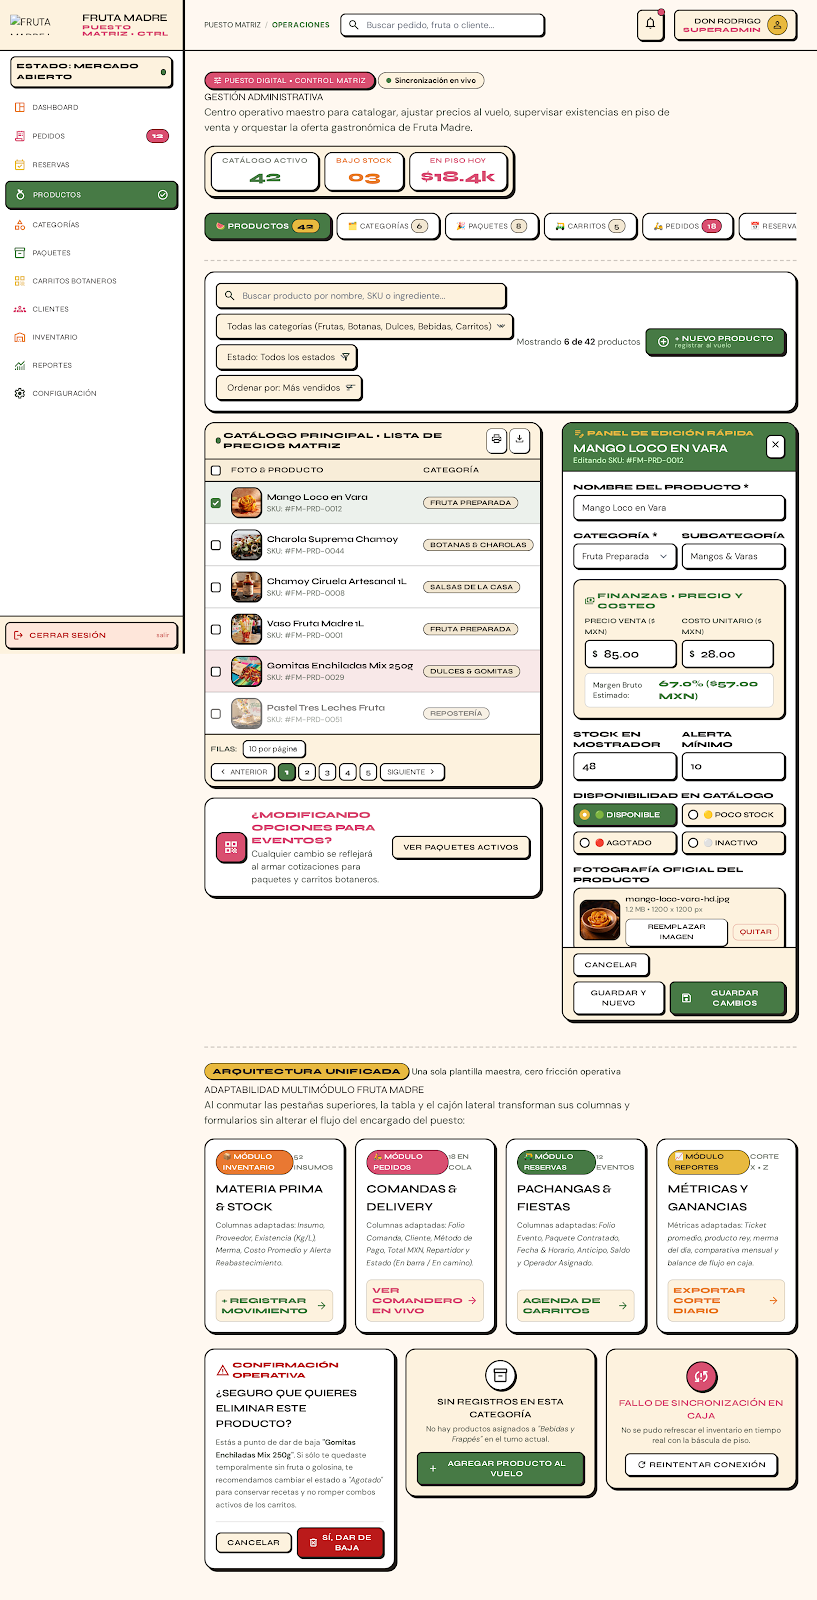 FRUTA
FRUTA MADRE
PUESTO
MATRIZ • CTRL
PUESTO MATRIZ / OPERACIONES
Buscar pedido, fruta o cliente...
DON RODRIGO
SUPERADMIN
ESTADO: MERCADO
ABIERTO
DASHBOARD
PEDIDOS
12
RESERVAS
PRODUCTOS
CATEGORÍAS
PAQUETES
CARRITOS BOTANEROS
CLIENTES
INVENTARIO
REPORTES
CONFIGURACIÓN
CERRAR SESIÓN
salir
PUESTO DIGITAL • CONTROL MATRIZ
Sincronización en vivo
GESTIÓN ADMINISTRATIVA
Centro operativo maestro para catalogar, ajustar precios al vuelo, supervisar existencias en piso de
venta y orquestar la oferta gastronómica de Fruta Madre.
CATÁLOGO ACTIVO
42
BAJO STOCK
03
EN PISO HOY
$18.4k
🍉 PRODUCTOS 42
🗂️ CATEGORÍAS 6
🎉 PAQUETES 8
🛺 CARRITOS 5
🛵 PEDIDOS 18
📅 RESERVA
Buscar producto por nombre, SKU o ingrediente...
Todas las categorías (Frutas, Botanas, Dulces, Bebidas, Carritos)
Estado: Todos los estados
Ordenar por: Más vendidos
Mostrando 6 de 42 productos
+ NUEVO PRODUCTO
registrar al vuelo
CATÁLOGO PRINCIPAL • LISTA DE
PRECIOS MATRIZ
FOTO & PRODUCTO
CATEGORÍA
Mango Loco en Vara
SKU: #FM-PRD-0012
FRUTA PREPARADA
Charola Suprema Chamoy
SKU: #FM-PRD-0044
BOTANAS & CHAROLAS
Chamoy Ciruela Artesanal 1L
SKU: #FM-PRD-0008
SALSAS DE LA CASA
Vaso Fruta Madre 1L
SKU: #FM-PRD-0001
FRUTA PREPARADA
Gomitas Enchiladas Mix 250g
SKU: #FM-PRD-0029
DULCES & GOMITAS
Pastel Tres Leches Fruta
SKU: #FM-PRD-0051
REPOSTERÍA
FILAS:
10 por página
ANTERIOR
1
2
3
4
5
SIGUIENTE
¿MODIFICANDO
OPCIONES PARA
EVENTOS?
Cualquier cambio se reflejará
al armar cotizaciones para
paquetes y carritos botaneros.
VER PAQUETES ACTIVOS
PANEL DE EDICIÓN RÁPIDA
MANGO LOCO EN VARA
Editando SKU: #FM-PRD-0012
NOMBRE DEL PRODUCTO *
Mango Loco en Vara
CATEGORÍA *
SUBCATEGORÍA
Fruta Preparada
Mangos & Varas
FINANZAS • PRECIO Y
COSTEO
PRECIO VENTA ($
MXN)
COSTO UNITARIO ($
MXN)
$ 85.00
$ 28.00
Margen Bruto
Estimado:
67.0% ($57.00
MXN)
STOCK EN
MOSTRADOR
ALERTA
MÍNIMO
48
10
DISPONIBILIDAD EN CATÁLOGO
🟢 DISPONIBLE
🟡 POCO STOCK
🔴 AGOTADO
⚪ INACTIVO
FOTOGRAFÍA OFICIAL DEL
PRODUCTO
mango-loco-vara-hd.jpg
1.2 MB • 1200 x 1200 px
REEMPLAZAR
IMAGEN
QUITAR
CANCELAR
GUARDAR Y
NUEVO
GUARDAR
CAMBIOS
ARQUITECTURA UNIFICADA
Una sola plantilla maestra, cero fricción operativa
ADAPTABILIDAD MULTIMÓDULO FRUTA MADRE
Al conmutar las pestañas superiores, la tabla y el cajón lateral transforman sus columnas y
formularios sin alterar el flujo del encargado del puesto:
📦 MÓDULO
INVENTARIO
52
INSUMOS
MATERIA PRIMA
& STOCK
Columnas adaptadas: Insumo,
Proveedor, Existencia (Kg/L),
Merma, Costo Promedio y Alerta
Reabastecimiento.
+ REGISTRAR
MOVIMIENTO
🛵 MÓDULO
PEDIDOS
18 EN
COLA
COMANDAS &
DELIVERY
Columnas adaptadas: Folio
Comanda, Cliente, Método de
Pago, Total MXN, Repartidor y
Estado (En barra / En camino).
VER
COMANDERO
EN VIVO
🛺 MÓDULO
RESERVAS
12
EVENTOS
PACHANGAS &
FIESTAS
Columnas adaptadas: Folio
Evento, Paquete Contratado,
Fecha & Horario, Anticipo, Saldo
y Operador Asignado.
AGENDA DE
CARRITOS
📈 MÓDULO
REPORTES
CORTE
X • Z
MÉTRICAS Y
GANANCIAS
Métricas adaptadas: Ticket
promedio, producto rey, merma
del día, comparativa mensual y
balance de flujo en caja.
EXPORTAR
CORTE
DIARIO
CONFIRMACIÓN
OPERATIVA
¿SEGURO QUE QUIERES
ELIMINAR ESTE
PRODUCTO?
Estás a punto de dar de baja "Gomitas
Enchiladas Mix 250g". Si sólo te quedaste
temporalmente sin fruta o golosina, te
recomendamos cambiar el estado a "Agotado"
para conservar recetas y no romper combos
activos de los carritos.
CANCELAR
SÍ, DAR DE
BAJA
SIN REGISTROS EN ESTA
CATEGORÍA
No hay productos asignados a "Bebidas y
Frappés" en el turno actual.
+ AGREGAR PRODUCTO AL
VUELO
FALLO DE SINCRONIZACIÓN EN
CAJA
No se pudo refrescar el inventario en tiempo
real con la báscula de piso.
REINTENTAR CONEXIÓN